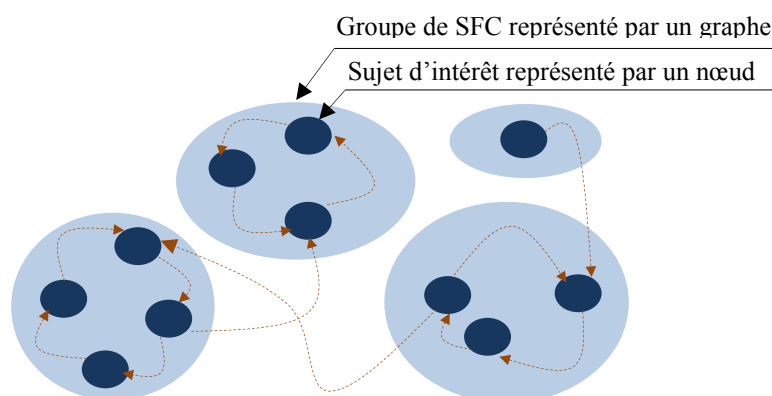 Groupe de SFC représenté par un graphe
Sujet d’intérêt représenté par un nœud